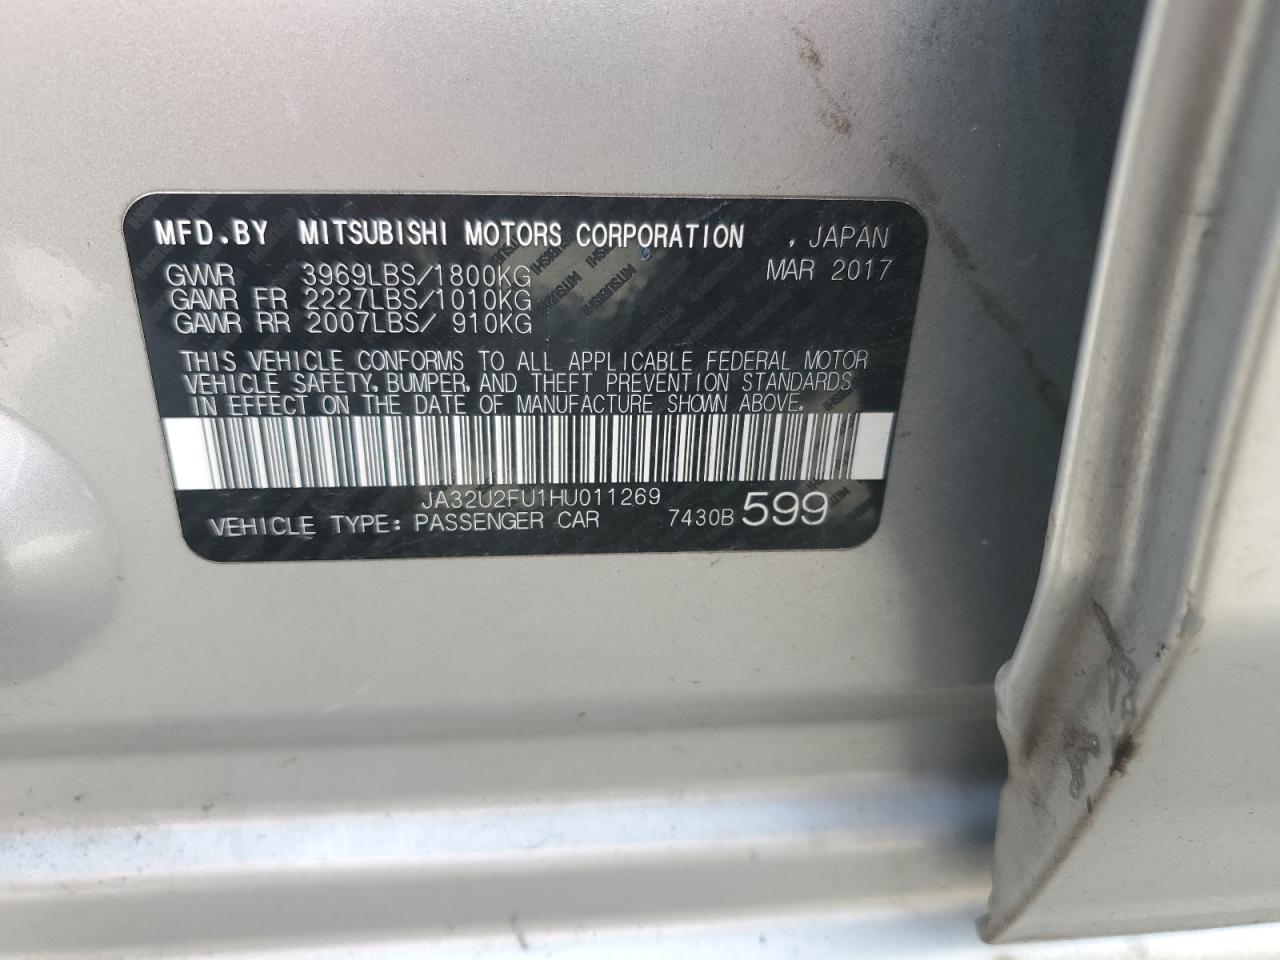 MFD.BY MITSUBISHI MOTORS CORPORATION , JAPAN
MAR 2017
GVWR 3969LBS/1800KG
GAWR FR 2227LBS/1010KG
GAWR RR 2007LBS/ 910KG
THIS VEHICLE CONFORMS TO ALL APPLICABLE FEDERAL MOTOR
VEHICLE SAFETY, BUMPER, AND THEFT PREVENTION STANDARDS
IN EFFECT ON THE DATE OF MANUFACTURE SHOWN ABOVE.
JA32U2FU1HU011269
VEHICLE TYPE: PASSENGER CAR 7430B 599